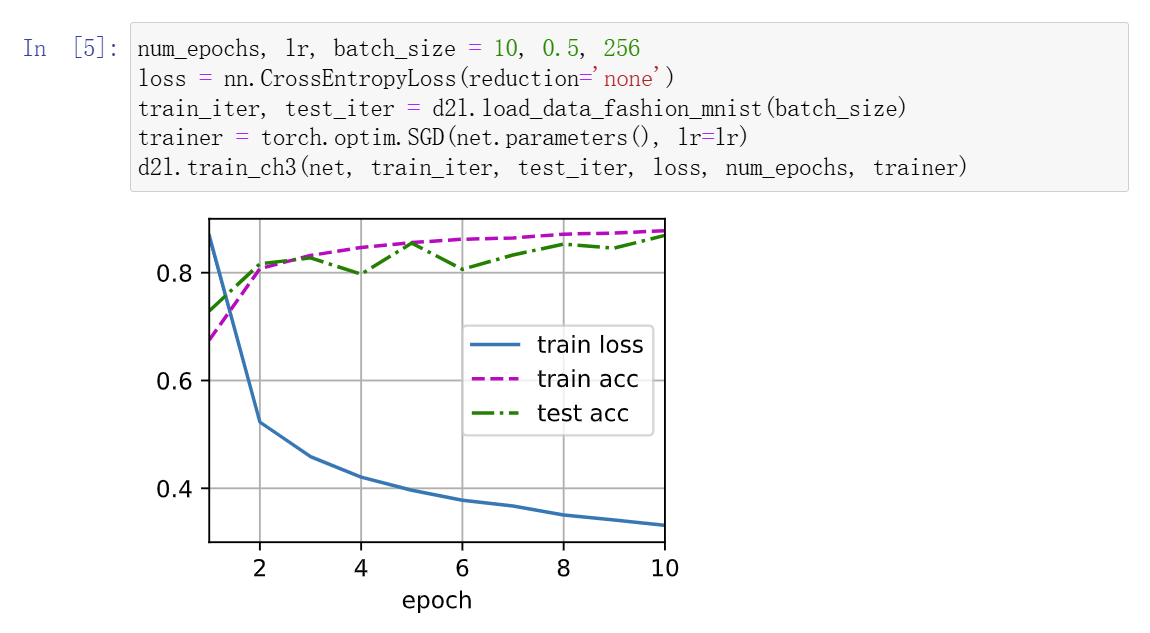 In [5]: num_epochs, lr, batch_size = 10, 0.5, 256
loss = nn.CrossEntropyLoss(reduction='none')
train_iter, test_iter = d2l.load_data_fashion_mnist(batch_size)
trainer = torch.optim.SGD(net.parameters(), lr=lr)
d2l.train_ch3(net, train_iter, test_iter, loss, num_epochs, trainer)
0.8
0.6
0.4
train loss
train acc
test acc
2 4 6 8 10
epoch